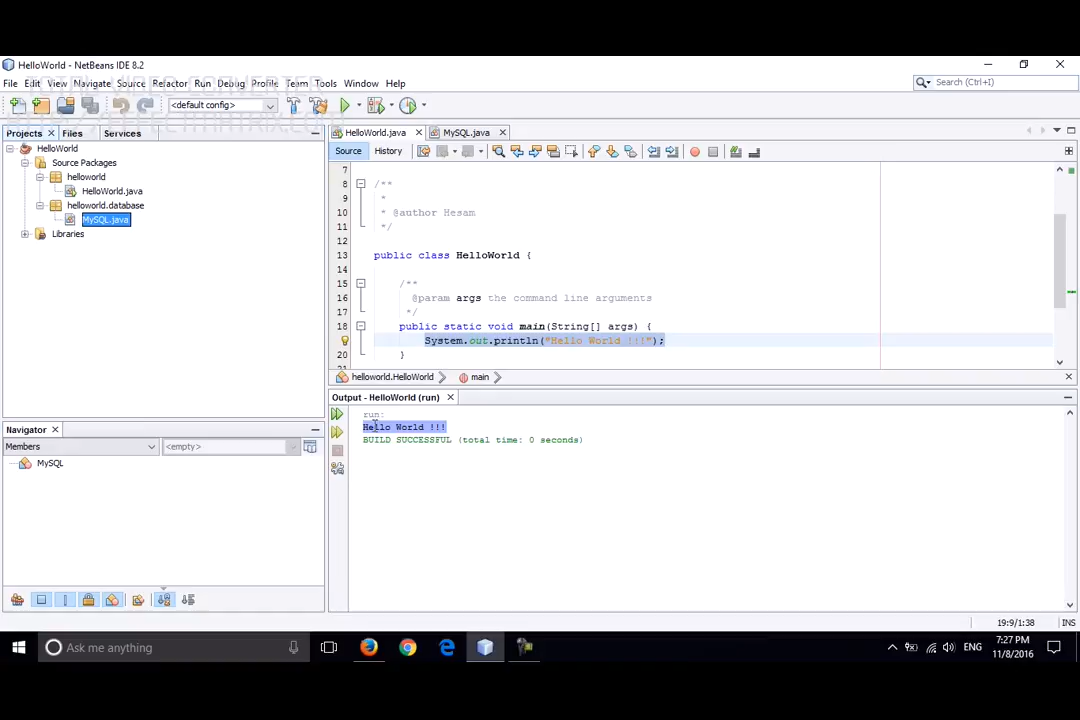 HelloWorld - NetBeans IDE 8.2
TOTAL VIDEO CONVERTER
File Edit View Navigate Source Refactor Run Debug Profile Team Tools Window Help
Search (Ctrl+I)
<default config>
Projects Files Services
HelloWorld.java MySQL.java
HelloWorld
Source Packages
helloworld
HelloWorld.java
helloworld.database
MySQL.java
Libraries
Source History
7
8 /**
9 *
10 * @author Hesam
11 */
12
13 public class HelloWorld {
14
15 /**
16 @param args the command line arguments
17 */
18 public static void main(String[] args) {
System.out.println("Hello World !!!");
20 }
helloworld.HelloWorld main
Output - HelloWorld (run)
run:
Hello World !!!
BUILD SUCCESSFUL (total time: 0 seconds)
Navigator
Members <empty>
MySQL
19:9/1:38 INS
Ask me anything
ENG
7:27 PM
11/8/2016